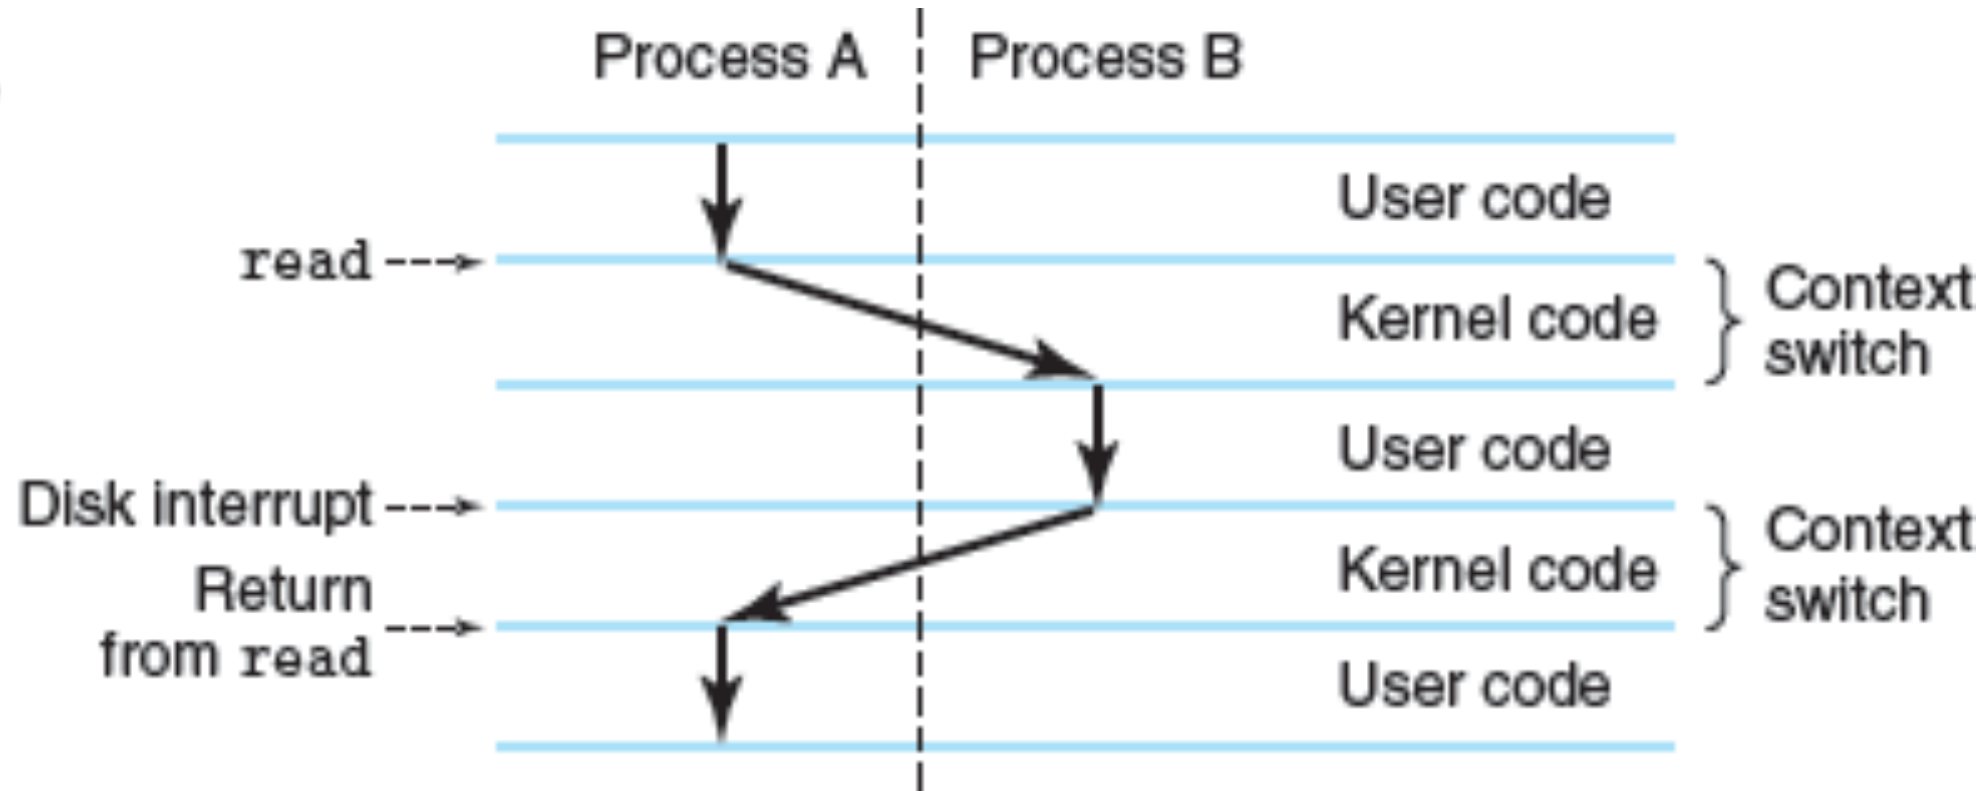 Process A
Process B
User code
read
Kernel code
Context
switch
User code
Disk interrupt
Kernel code
Context
switch
Return
from read
User code